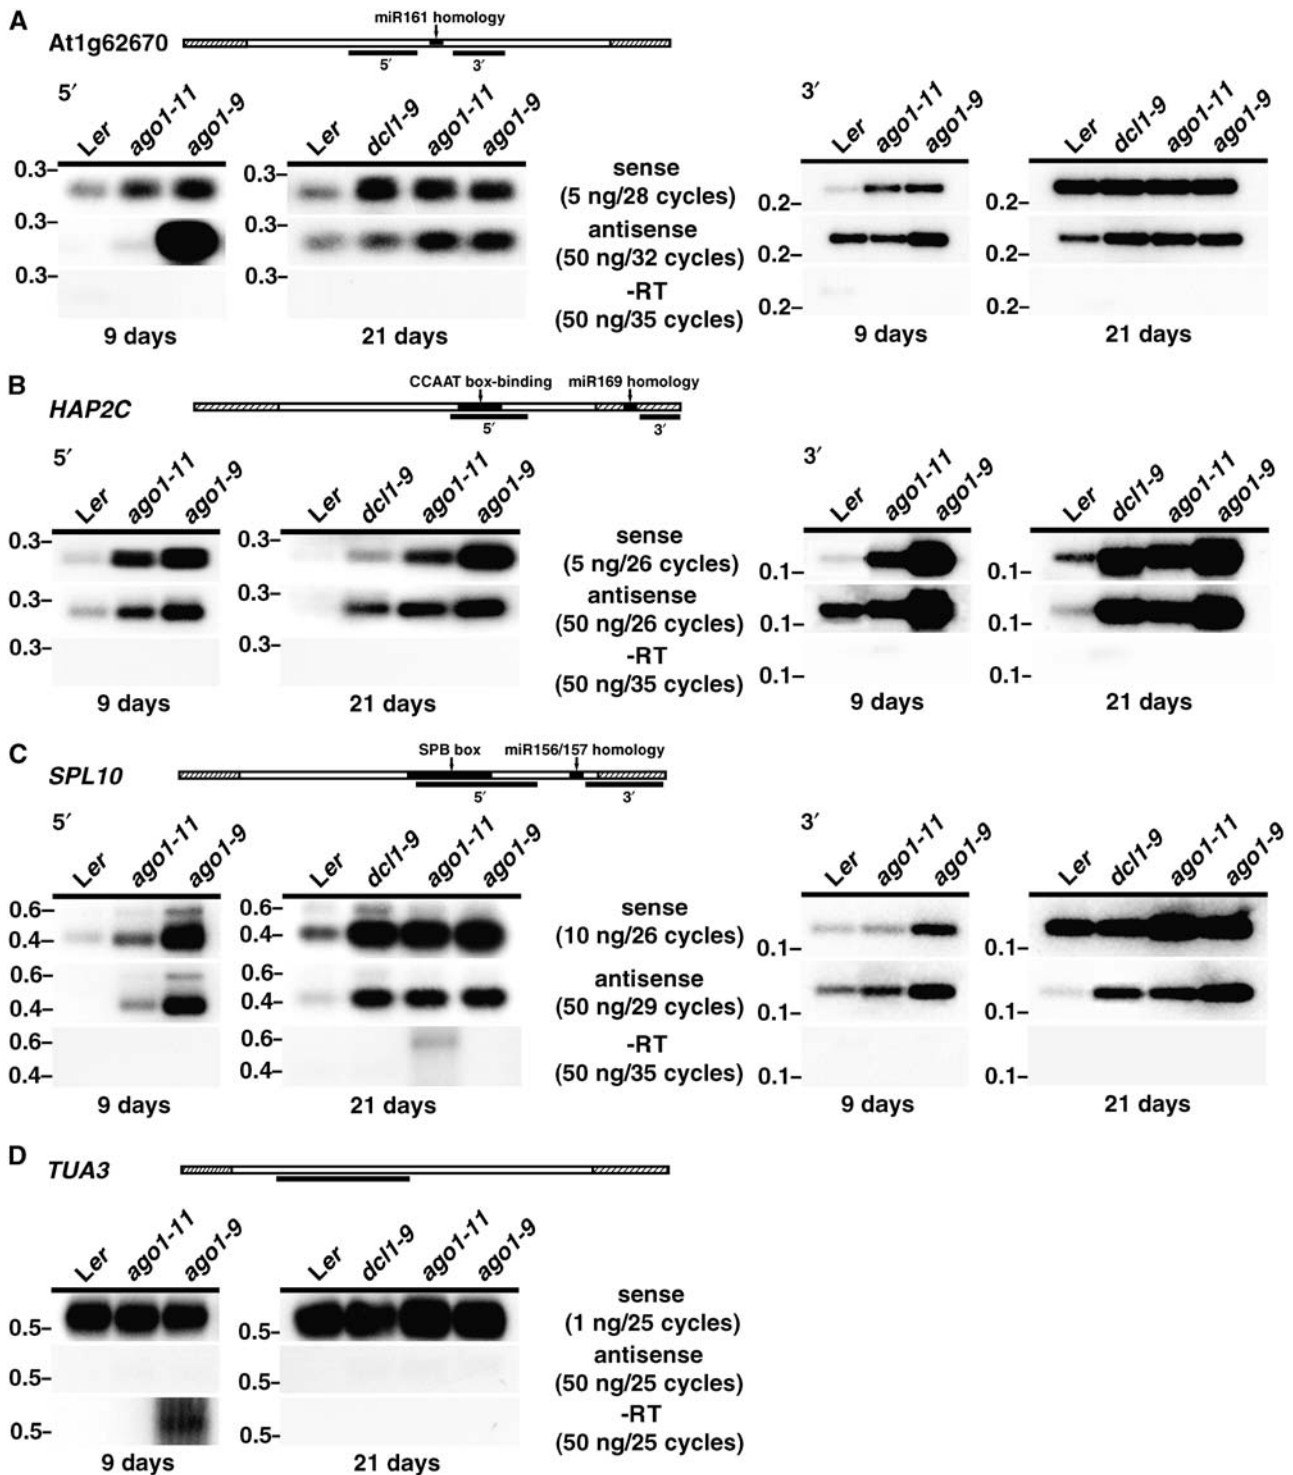 A
miR161 homology
At1g62670
5′ 3′
5′ 3′
Ler ago1-11 ago1-9 Ler dcl1-9 ago1-11 ago1-9 Ler ago1-11 ago1-9 Ler dcl1-9 ago1-11 ago1-9
0.3– 0.3– sense
(5 ng/28 cycles) 0.2– 0.2–
0.3– 0.3– antisense
(50 ng/32 cycles) 0.2– 0.2–
0.3– 0.3– -RT
(50 ng/35 cycles) 0.2– 0.2–
9 days 21 days 9 days 21 days
B
CCAAT box-binding miR169 homology
HAP2C
5′ 3′
5′ 3′
Ler ago1-11 ago1-9 Ler dcl1-9 ago1-11 ago1-9 Ler ago1-11 ago1-9 Ler dcl1-9 ago1-11 ago1-9
0.3– 0.3– sense
(5 ng/26 cycles) 0.1– 0.1–
0.3– 0.3– antisense
(50 ng/26 cycles) 0.1– 0.1–
0.3– 0.3– -RT
(50 ng/35 cycles) 0.1– 0.1–
9 days 21 days 9 days 21 days
C
SPB box miR156/157 homology
SPL10
5′ 3′
5′ 3′
Ler ago1-11 ago1-9 Ler dcl1-9 ago1-11 ago1-9 Ler ago1-11 ago1-9 Ler dcl1-9 ago1-11 ago1-9
0.6– 0.6– sense
0.4– 0.4– (10 ng/26 cycles) 0.1– 0.1–
0.6– 0.6– antisense
0.4– 0.4– (50 ng/29 cycles) 0.1– 0.1–
0.6– 0.6– -RT
0.4– 0.4– (50 ng/35 cycles) 0.1– 0.1–
9 days 21 days 9 days 21 days
D
TUA3
Ler ago1-11 ago1-9 Ler dcl1-9 ago1-11 ago1-9
sense
0.5– 0.5– (1 ng/25 cycles)
antisense
0.5– 0.5– (50 ng/25 cycles)
-RT
0.5– 0.5– (50 ng/25 cycles)
9 days 21 days